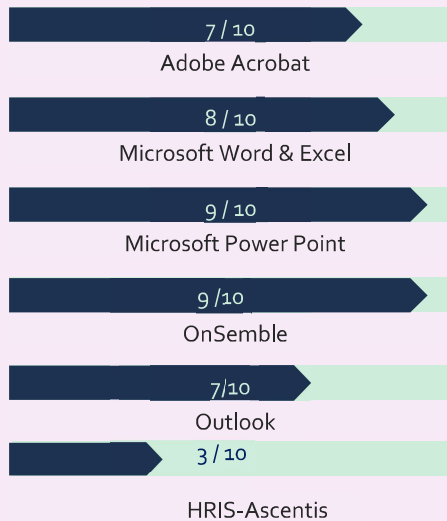 7 / 10
Adobe Acrobat
8 / 10
Microsoft Word & Excel
9 / 10
Microsoft Power Point
9 /10
OnSemble
7/10
Outlook
3 / 10
HRIS-Ascentis